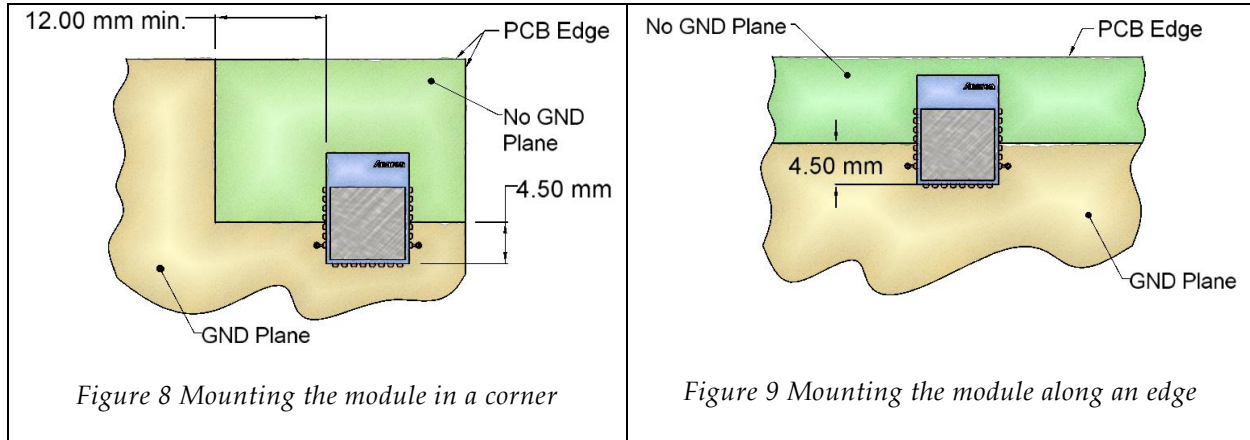 12.00 mm min.
PCB Edge
No GND
Plane
Anaren
4.50 mm
GND Plane
Figure 8 Mounting the module in a corner
No GND Plane
PCB Edge
Anaren
4.50 mm
GND Plane
Figure 9 Mounting the module along an edge